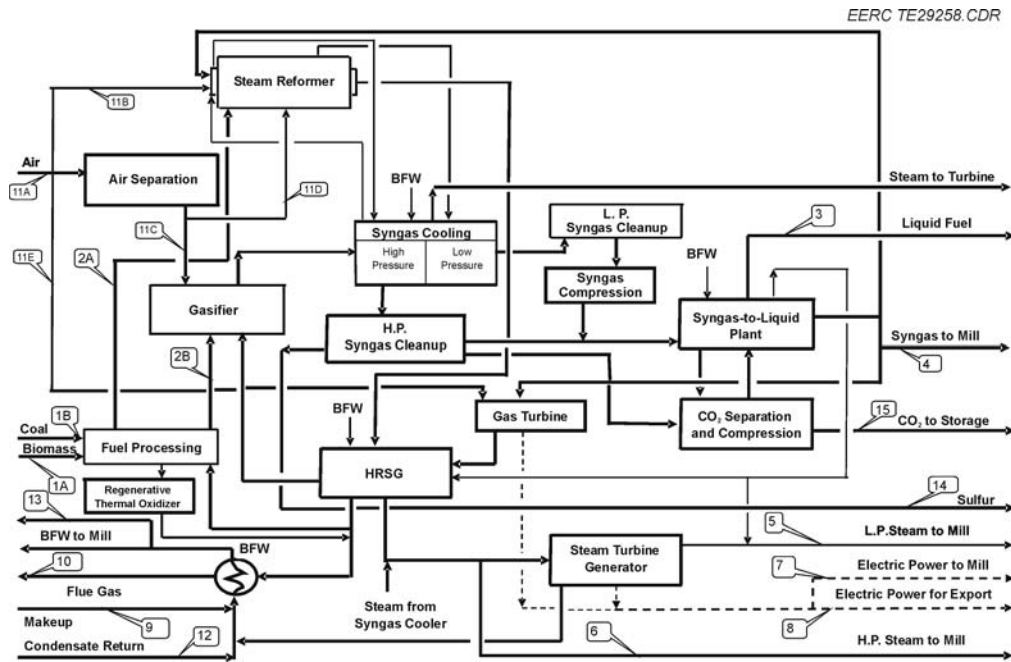 EERC TE29258.CDR
Steam Reformer
11B
Air
11A
Air Separation
11D
BFW
Steam to Turbine
11C
L. P.
Syngas Cleanup
3
Liquid Fuel
Syngas Cooling
High
Pressure
Low
Pressure
11E
2A
BFW
Syngas
Compression
Gasifier
Syngas-to-Liquid
Plant
H.P.
Syngas Cleanup
Syngas to Mill
4
2B
BFW
Gas Turbine
CO2 Separation
and Compression
15
CO2 to Storage
1B
Coal
Biomass
Fuel Processing
1A
HRSG
Regenerative
Thermal Oxidizer
14
Sulfur
13
BFW to Mill
BFW
5
L.P.Steam to Mill
10
Flue Gas
Steam Turbine
Generator
7
Electric Power to Mill
Electric Power for Export
8
Makeup
9
Steam from
Syngas Cooler
Condensate Return
12
6
H.P. Steam to Mill